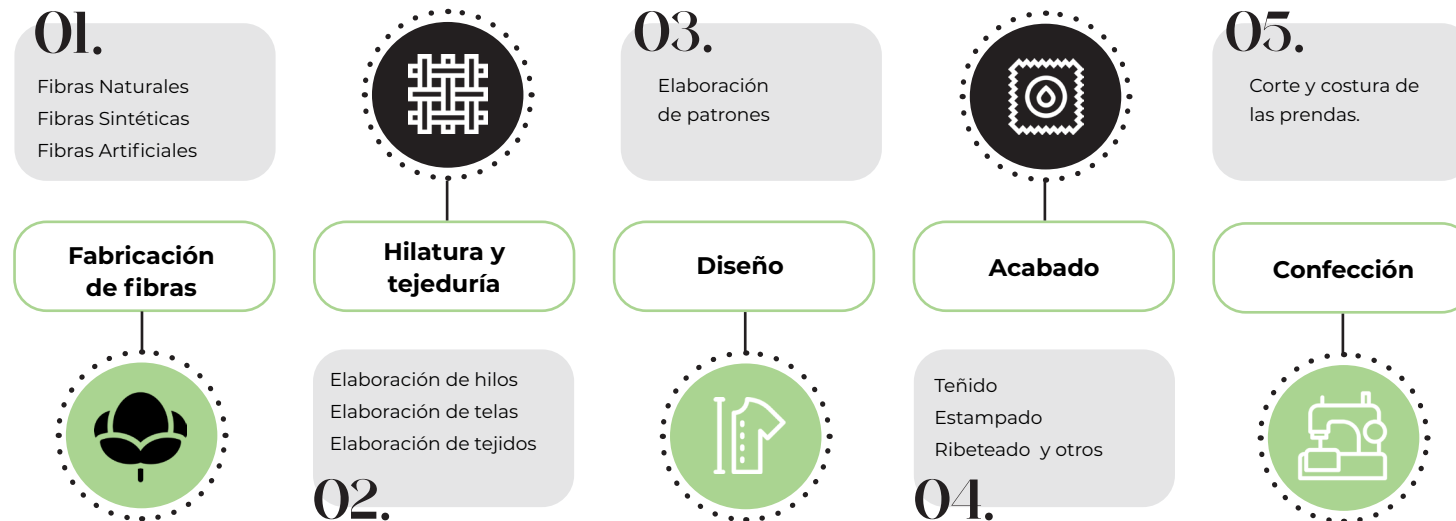 01.
Fibras Naturales
Fibras Sintéticas
Fibras Artificiales
Fabricación
de fibras
Hilatura y
tejeduría
Elaboración de hilos
Elaboración de telas
Elaboración de tejidos
02.
03.
Elaboración
de patrones
Diseño
Acabado
Teñido
Estampado
Ribeteado y otros
04.
05.
Corte y costura de
las prendas.
Confección